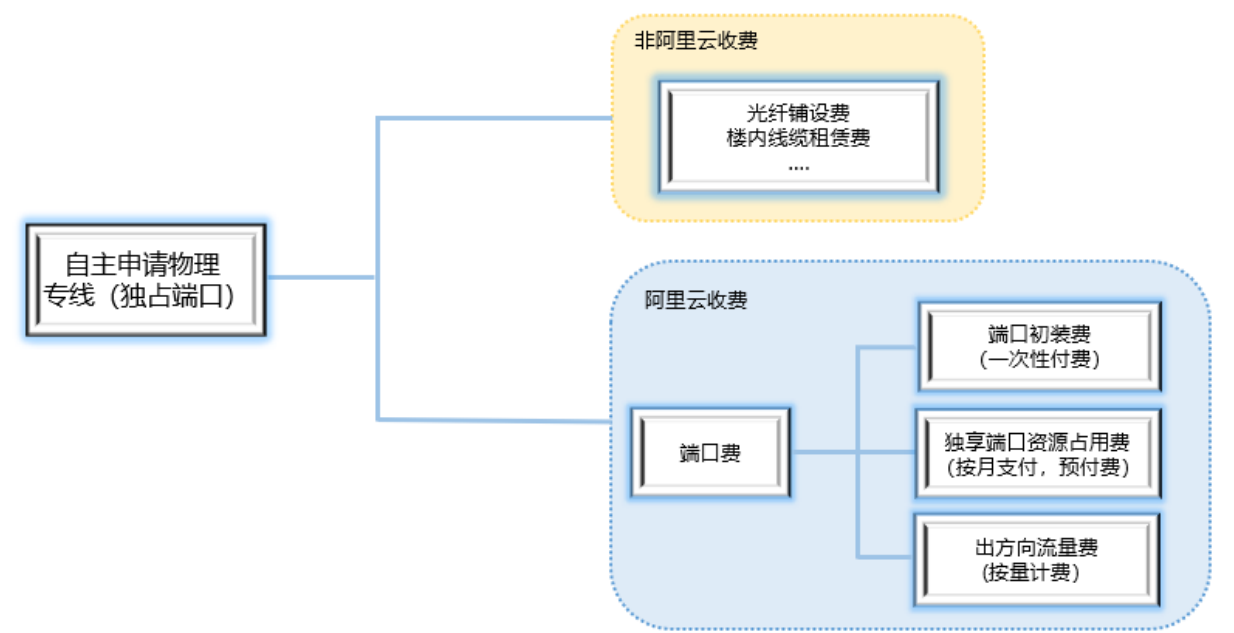 非阿里云收费
光纤铺设费
楼内线缆租赁费
....
自主申请物理
专线（独占端口）
阿里云收费
端口初装费
(一次性付费)
端口费
独享端口资源占用费
(按月支付，预付费)
出方向流量费
(按量计费)